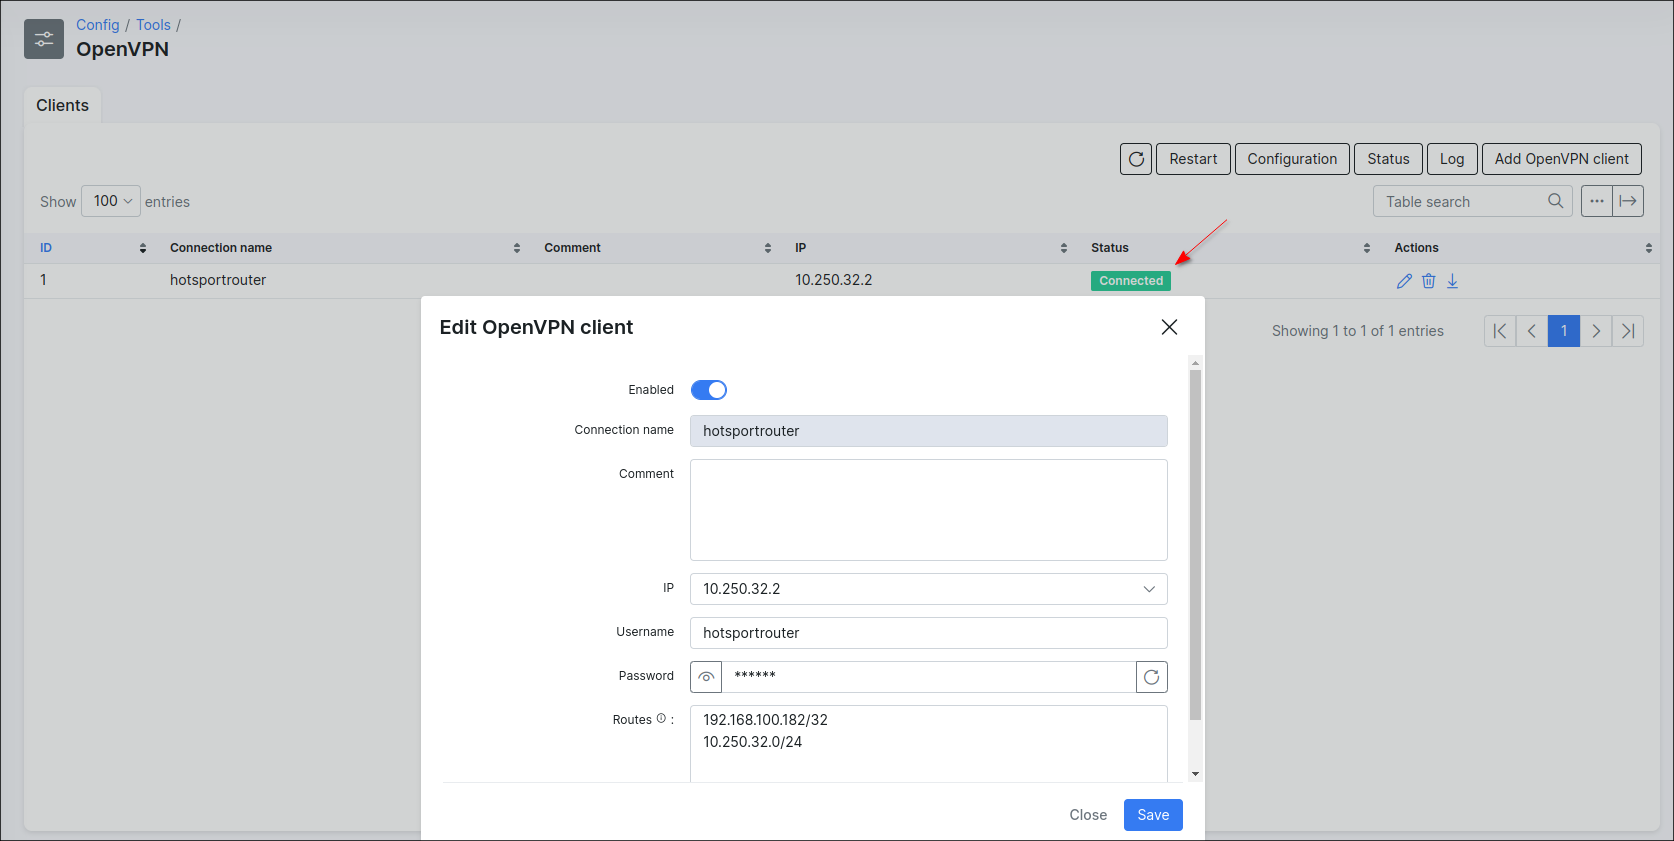 Config / Tools /
OpenVPN
Clients
Restart Configuration Status Log Add OpenVPN client
Show 100 entries Table search
ID Connection name Comment IP Status Actions
1 hotsportrouter 10.250.32.2 Connected
Showing 1 to 1 of 1 entries 1
Edit OpenVPN client
Enabled
Connection name hotsportrouter
Comment
IP 10.250.32.2
Username hotsportrouter
Password ******
Routes : 192.168.100.182/32
10.250.32.0/24
Close Save